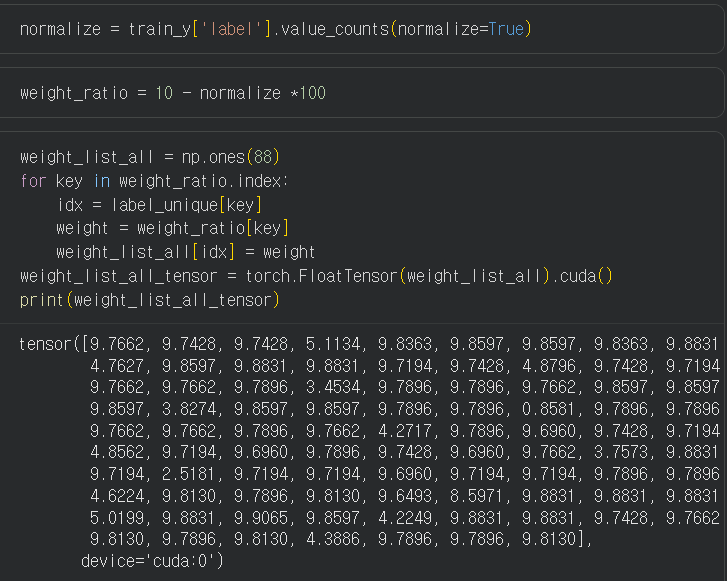 normalize = train_y['label'].value_counts(normalize=True)
weight_ratio = 10 - normalize *100
weight_list_all = np.ones(88)
for key in weight_ratio.index:
    idx = label_unique[key]
    weight = weight_ratio[key]
    weight_list_all[idx] = weight
weight_list_all_tensor = torch.FloatTensor(weight_list_all).cuda()
print(weight_list_all_tensor)
tensor([9.7662, 9.7428, 9.7428, 5.1134, 9.8363, 9.8597, 9.8597, 9.8363, 9.8831
4.7627, 9.8597, 9.8831, 9.8831, 9.7194, 9.7428, 4.8796, 9.7428, 9.7194
9.7662, 9.7662, 9.7896, 3.4534, 9.7896, 9.7896, 9.7662, 9.8597, 9.8597
9.8597, 3.8274, 9.8597, 9.8597, 9.7896, 9.7896, 0.8581, 9.7896, 9.7896
9.7662, 9.7662, 9.7896, 9.7662, 4.2717, 9.7896, 9.6960, 9.7428, 9.7194
4.8562, 9.7194, 9.6960, 9.7896, 9.7428, 9.6960, 9.7662, 3.7573, 9.8831
9.7194, 2.5181, 9.7194, 9.7194, 9.6960, 9.7194, 9.7194, 9.7896, 9.7896
4.6224, 9.8130, 9.7896, 9.8130, 9.6493, 8.5971, 9.8831, 9.8831, 9.8831
5.0199, 9.8831, 9.9065, 9.8597, 4.2249, 9.8831, 9.8831, 9.7428, 9.7662
9.8130, 9.7896, 9.8130, 4.3886, 9.7896, 9.7896, 9.8130],
device='cuda:0')